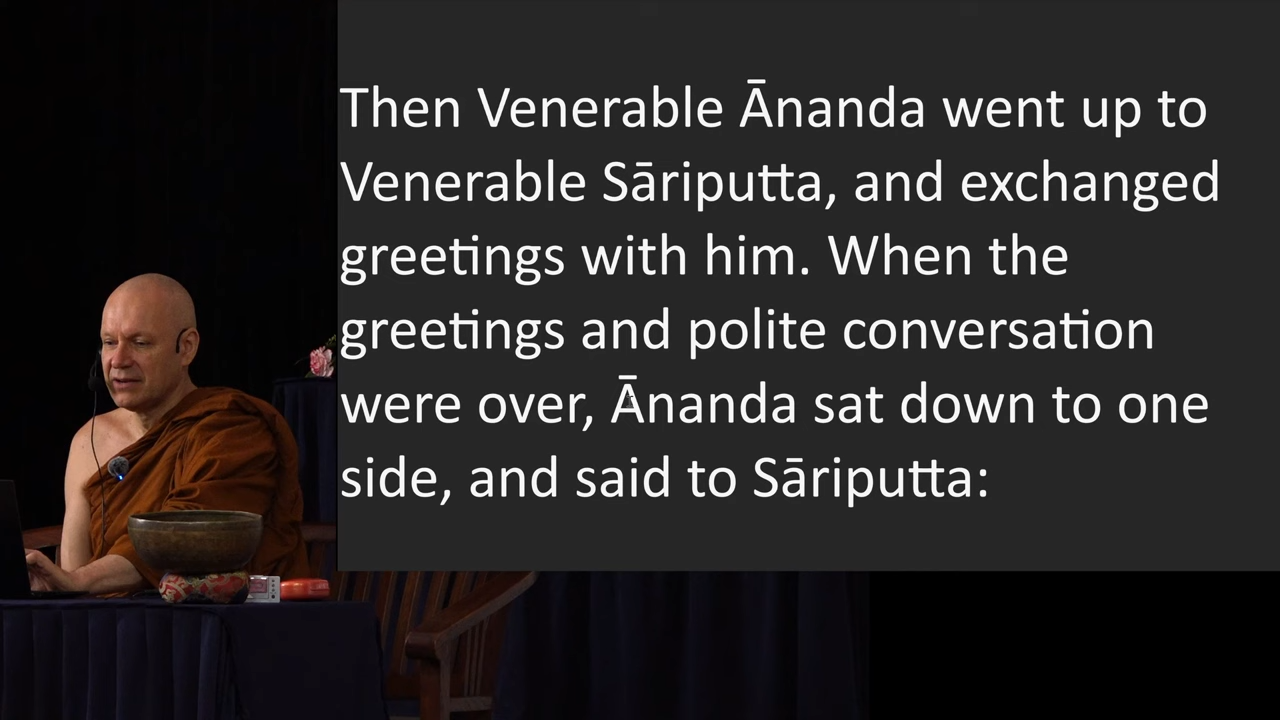 Then Venerable Ānanda went up to
Venerable Sāriputta, and exchanged
greetings with him. When the
greetings and polite conversation
were over, Ānanda sat down to one
side, and said to Sāriputta: